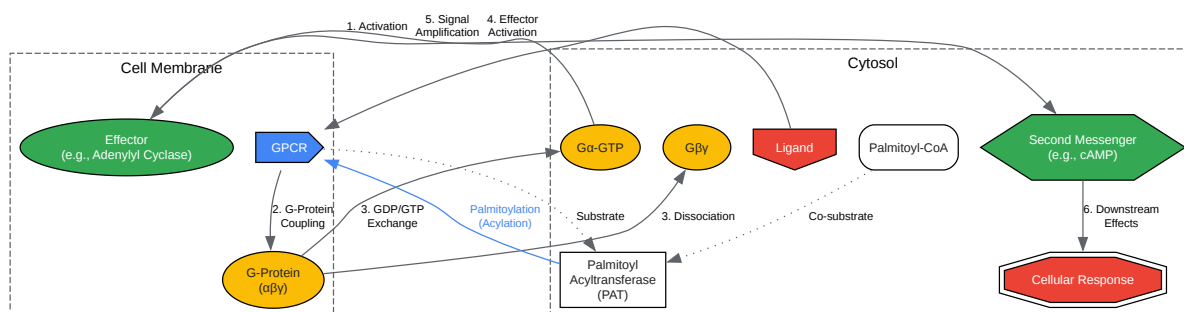 1. Activation
5. Signal
Amplification
4. Effector
Activation
Cell Membrane
Cytosol
Effector
(e.g., Adenylyl Cyclase)
GPCR
Gα-GTP
Gβγ
Ligand
Palmitoyl-CoA
Second Messenger
(e.g., cAMP)
2. G-Protein
Coupling
3. GDP/GTP
Exchange
Palmitoylation
(Acylation)
Substrate
3. Dissociation
Co-substrate
6. Downstream
Effects
G-Protein
(αβγ)
Palmitoyl
Acyltransferase
(PAT)
Cellular Response